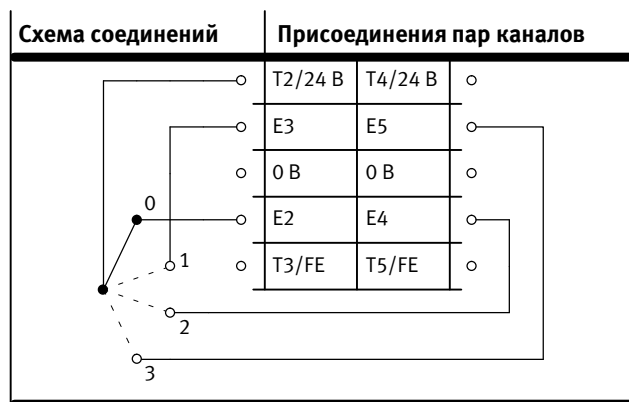 Схема соединений Присоединения пар каналов
T2/24 В T4/24 В
E3 E5
0 В 0 В
0
E2 E4
1
T3/FE T5/FE
2
3